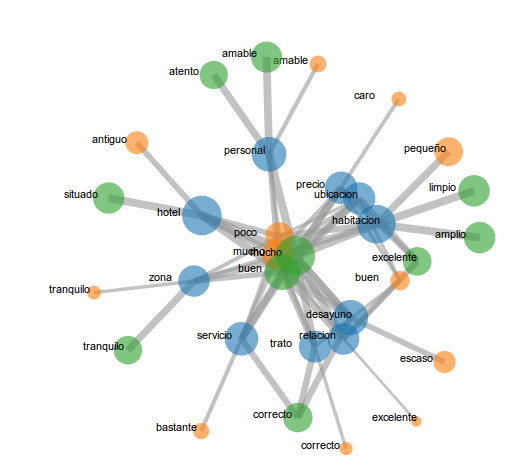 amable
amable
atento
caro
antiguo
personal
pequeño
precio
limpio
situado
ubicacion
hotel
habitacion
poco
amplio
mucho
mucho
excelente
buen
zona
buen
tranquilo
desayuno
servicio
relacion
trato
tranquilo
escaso
correcto
excelente
bastante
correcto